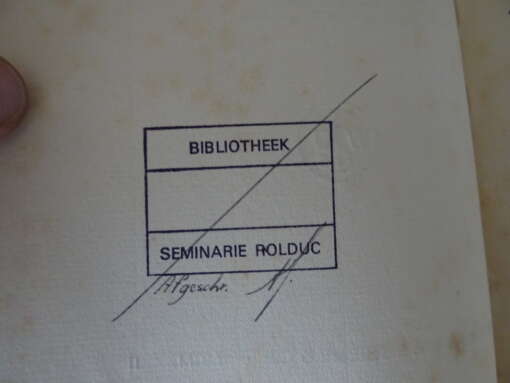 BIBLIOTHEEK
SEMINARIE ROLDUC
Afgeschr.